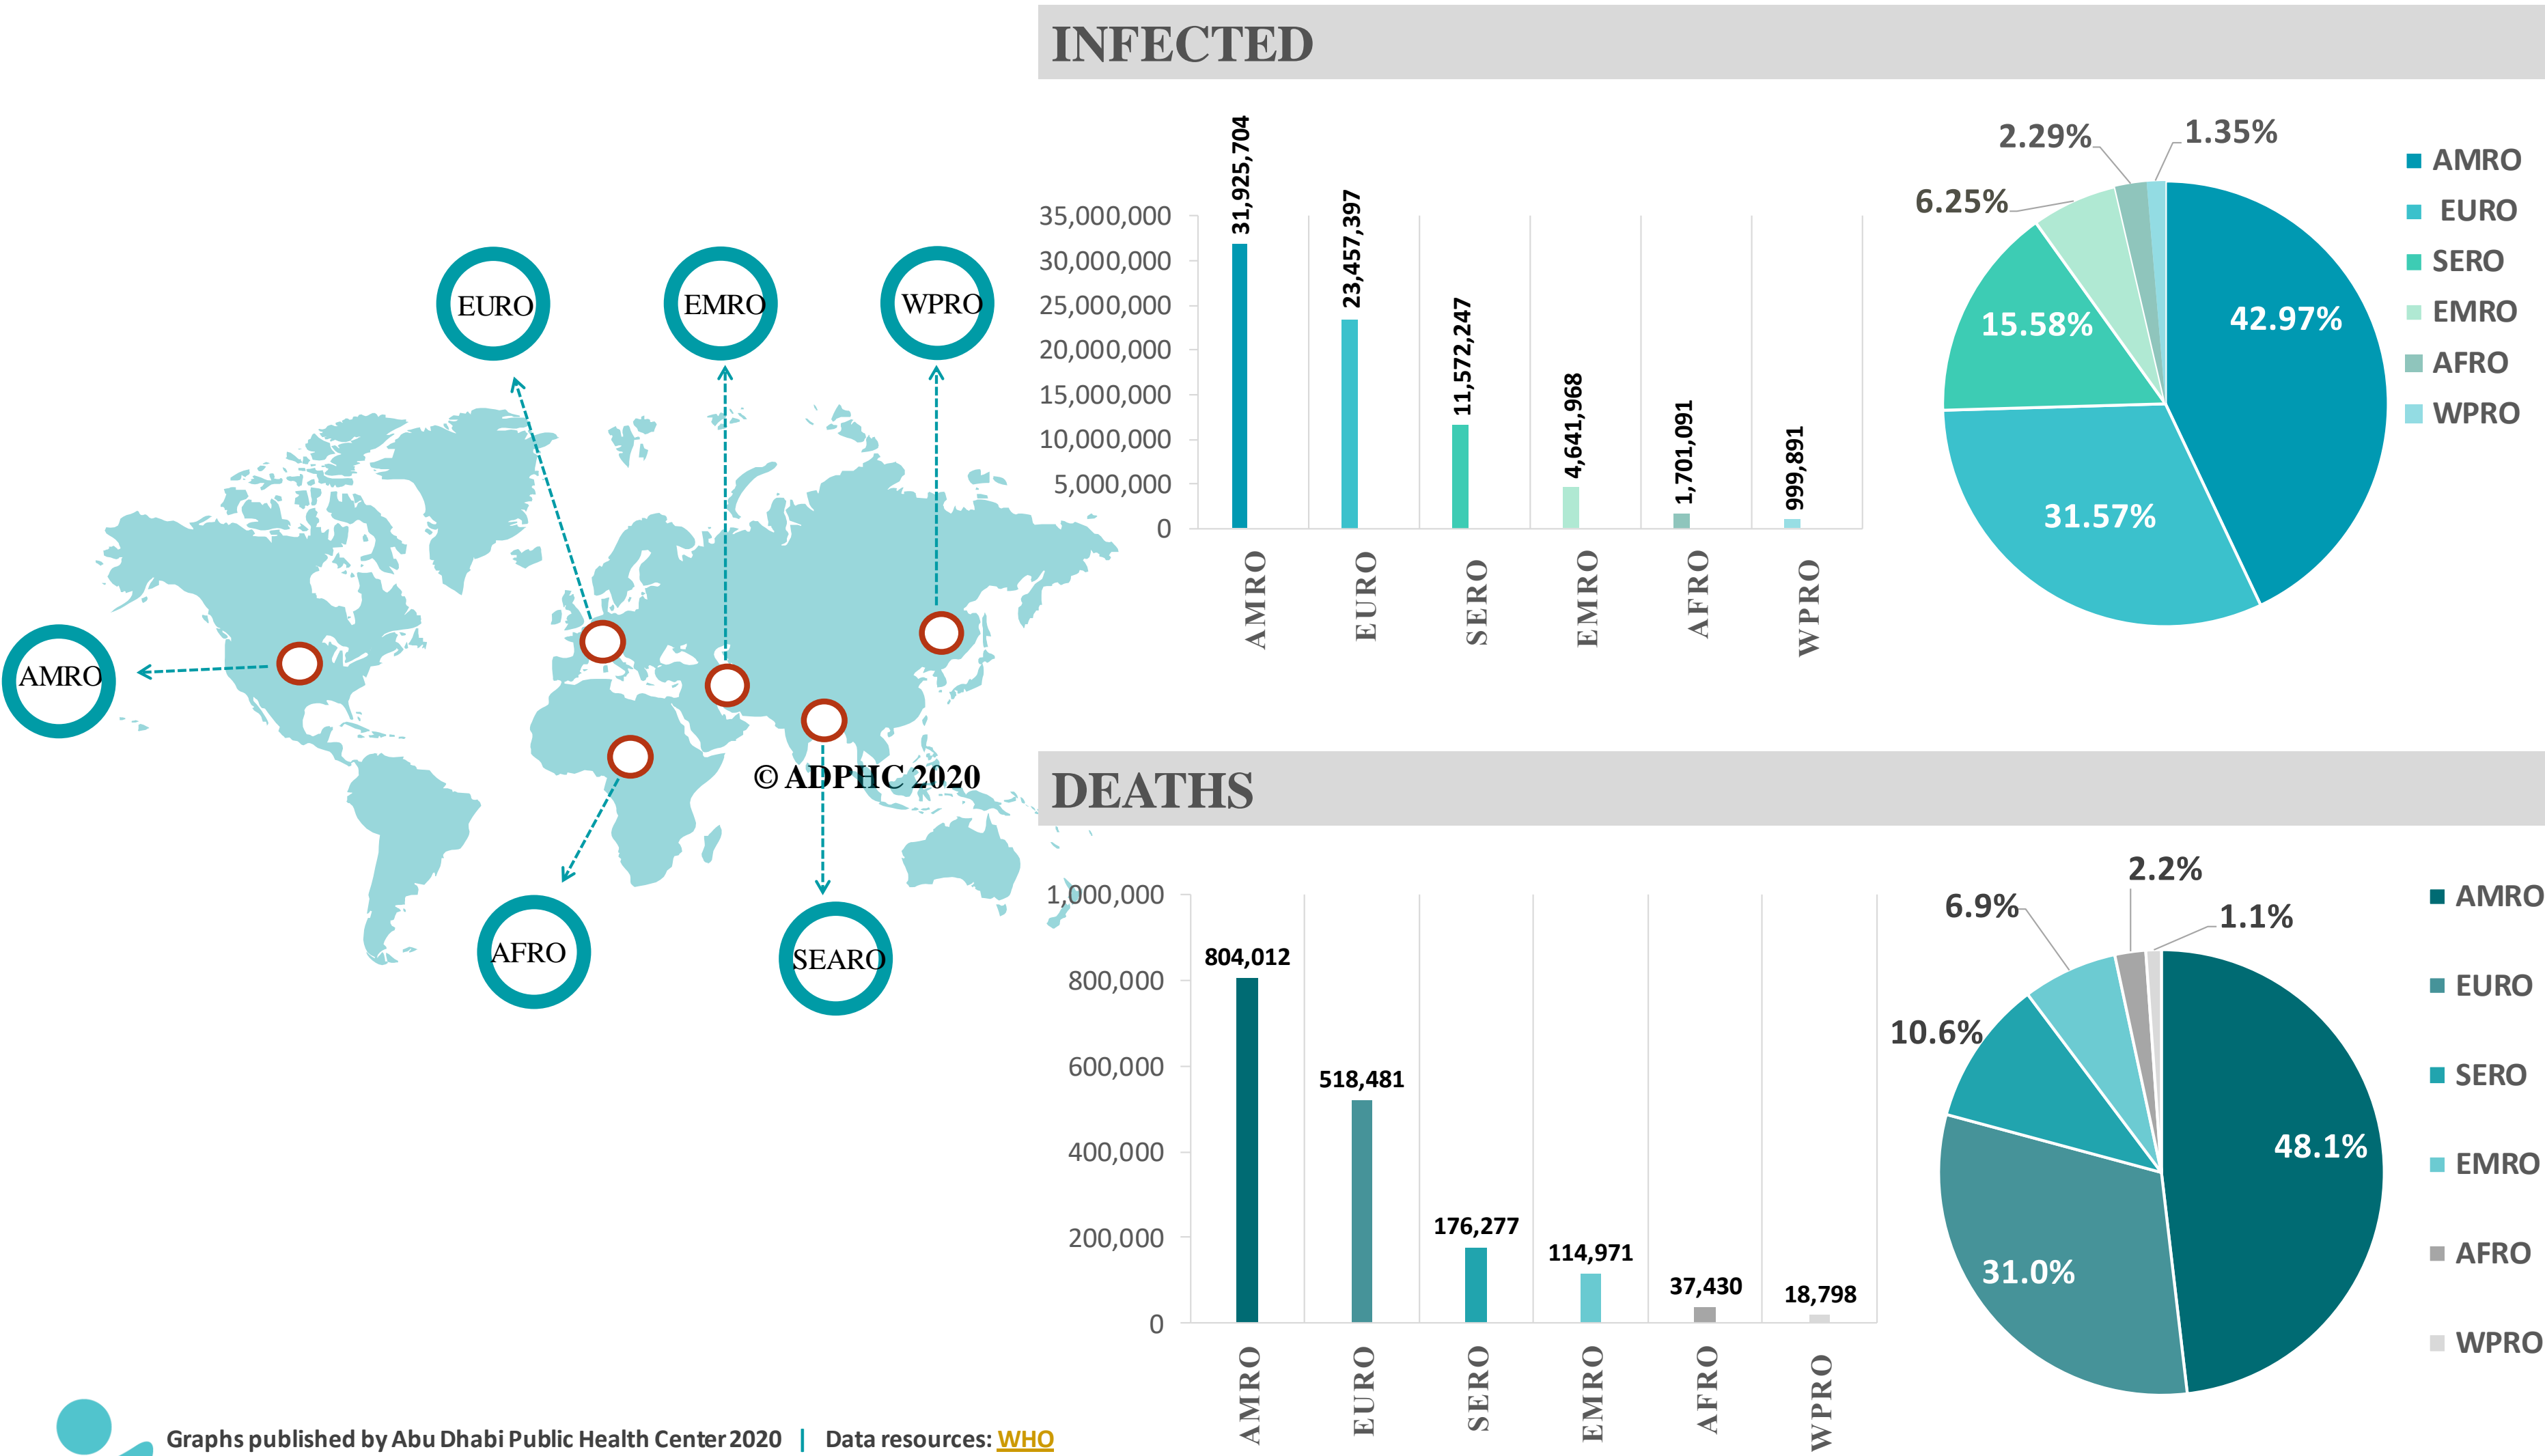 EURO
EMRO
WPRO
AMRO
AFRO
SEARO
© ADPHC 2020
INFECTED
35,000,000
30,000,000
25,000,000
20,000,000
15,000,000
10,000,000
5,000,000
0
31,925,704
23,457,397
11,572,247
4,641,968
1,701,091
999,891
AMRO
EURO
SERO
EMRO
AFRO
WPRO
2.29%
1.35%
6.25%
15.58%
42.97%
31.57%
AMRO
EURO
SERO
EMRO
AFRO
WPRO
DEATHS
1,000,000
800,000
600,000
400,000
200,000
0
804,012
518,481
176,277
114,971
37,430
18,798
AMRO
EURO
SERO
EMRO
AFRO
WPRO
2.2%
6.9%
1.1%
10.6%
48.1%
31.0%
AMRO
EURO
SERO
EMRO
AFRO
WPRO
Graphs published by Abu Dhabi Public Health Center 2020 | Data resources: WHO